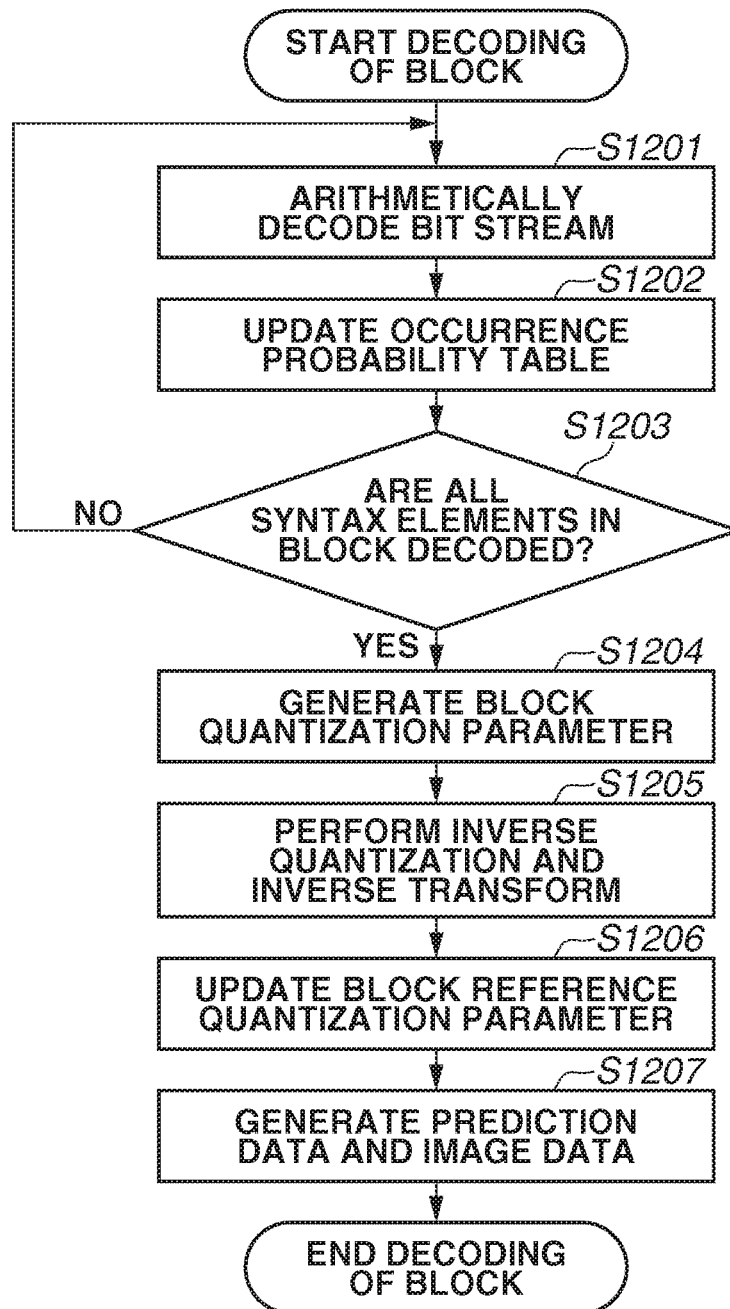 START DECODING
OF BLOCK
S1201
ARITHMETICALLY
DECODE BIT STREAM
S1202
UPDATE OCCURRENCE
PROBABILITY TABLE
S1203
ARE ALL
SYNTAX ELEMENTS IN
BLOCK DECODED?
NO
YES
S1204
GENERATE BLOCK
QUANTIZATION PARAMETER
S1205
PERFORM INVERSE
QUANTIZATION AND
INVERSE TRANSFORM
S1206
UPDATE BLOCK REFERENCE
QUANTIZATION PARAMETER
S1207
GENERATE PREDICTION
DATA AND IMAGE DATA
END DECODING
OF BLOCK